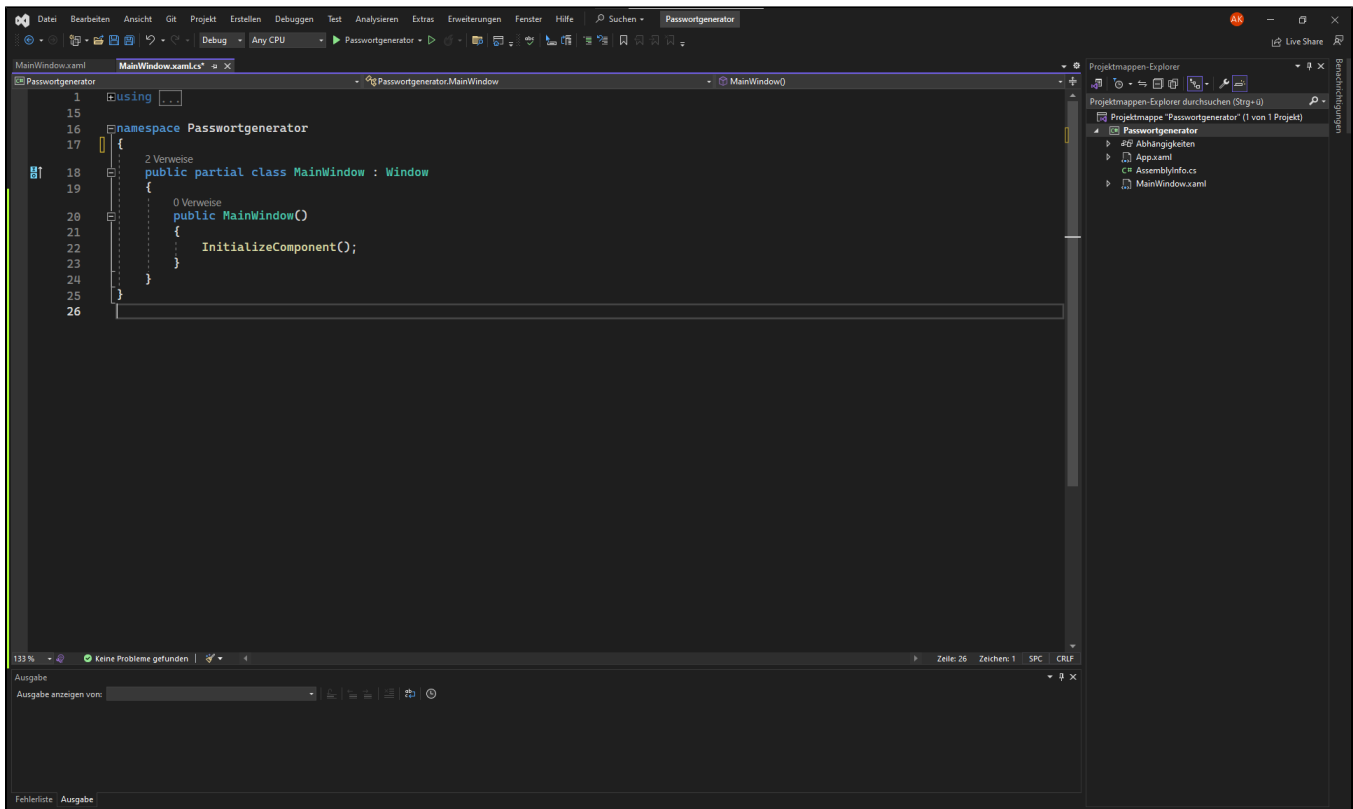 Datei Bearbeiten Ansicht Git Projekt Erstellen Debuggen Test Analysieren Extras Erweiterungen Fenster Hilfe Suchen Passwortgenerator AK
Debug Any CPU Passwortgenerator Live Share
MainWindow.xaml MainWindow.xaml.cs*
Passwortgenerator Passwortgenerator.MainWindow MainWindow()
1 using ...
15
16 namespace Passwortgenerator
17 {
2 Verweise
18 public partial class MainWindow : Window
19 {
0 Verweise
20 public MainWindow()
21 {
22 InitializeComponent();
23 }
24 }
25 }
26
133 % Keine Probleme gefunden Zeile: 26 Zeichen: 1 SPC CRLF
Ausgabe
Ausgabe anzeigen von:
Fehlerliste Ausgabe
Projektmappen-Explorer
Projektmappen-Explorer durchsuchen (Strg+ü)
Projektmappe "Passwortgenerator" (1 von 1 Projekt)
C# Passwortgenerator
Abhängigkeiten
App.xaml
C# AssemblyInfo.cs
MainWindow.xaml
Benachrichtigungen